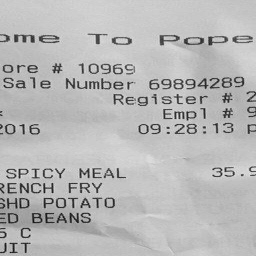 ome To Pope
ore # 10969
Sale Number 69894289
Register # 2
Empl # 9
2016 09:28:13 p
SPICY MEAL 35.9
RENCH FRY
SHD POTATO
ED BEANS
5 C
UIT